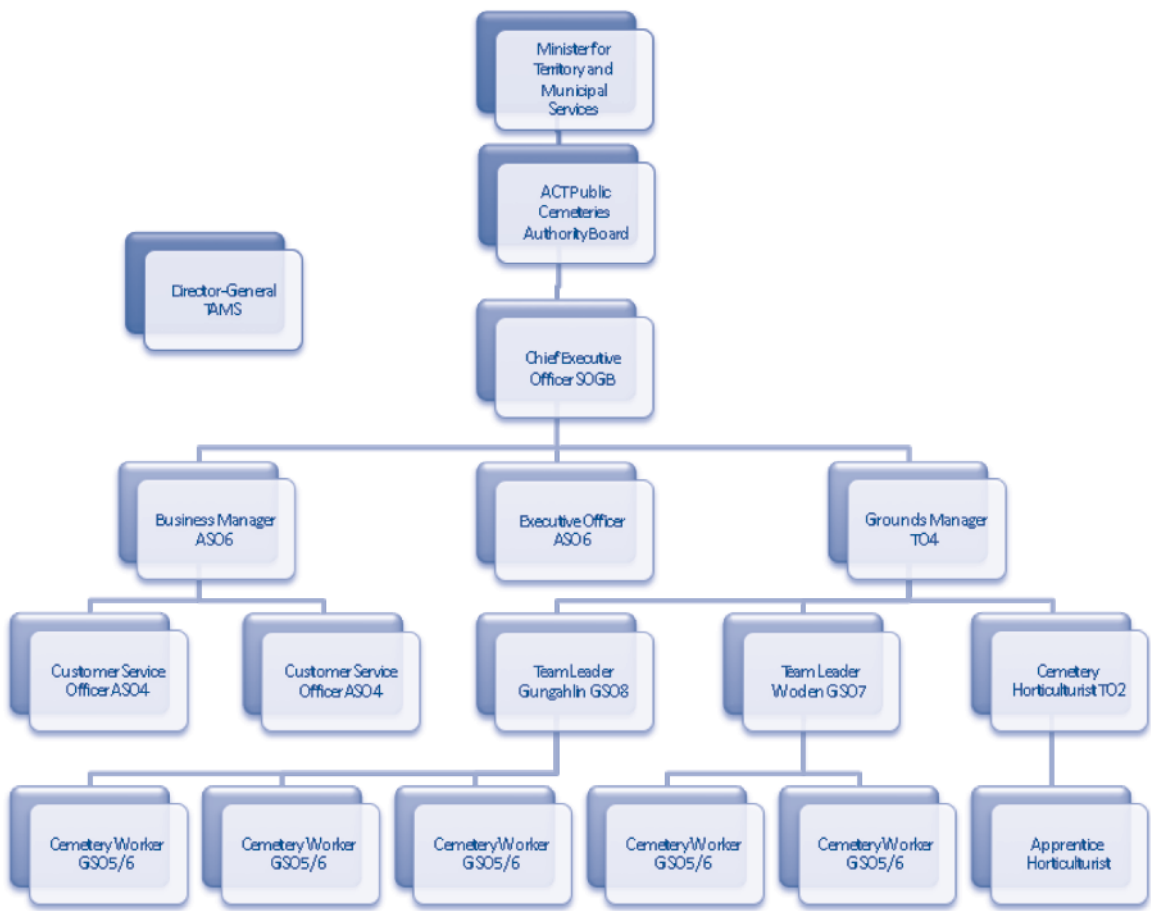 Minister for
Territory and
Municipal
Services
ACT Public
Cemeteries
Authority Board
Director-General
TAMS
Chief Executive
Officer SOGB
Business Manager
ASO6
Executive Officer
ASO6
Grounds Manager
TO4
Customer Service
Officer ASO4
Customer Service
Officer ASO4
Team Leader
Gungahlin GSO8
Team Leader
Woden GSO7
Cemetery
Horticulturist TO2
Cemetery Worker
GSO5/6
Cemetery Worker
GSO5/6
Cemetery Worker
GSO5/6
Cemetery Worker
GSO5/6
Cemetery Worker
GSO5/6
Apprentice
Horticulturist